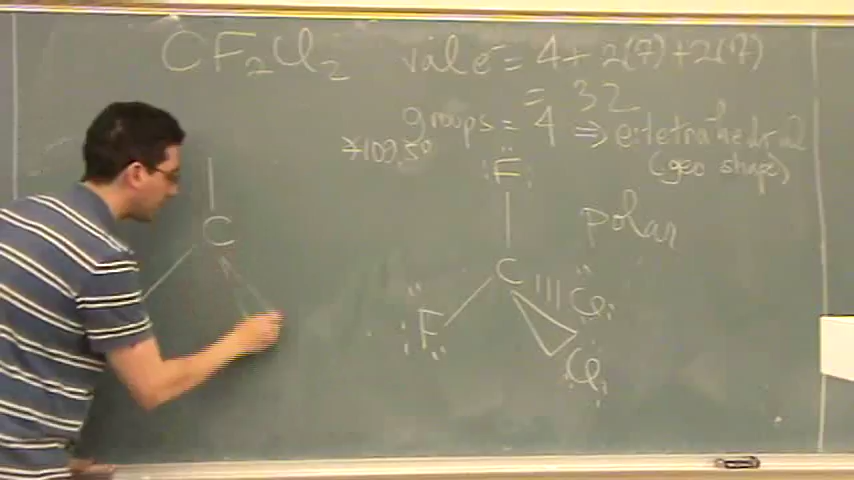 CF₂Cl₂ val e⁻ = 4 + 2(7) + 2(7)
= 32
groups = 4 ⇒ e: tetrahedral
*109.5° (geo shape)
F
polar
C
C
Cl
F
Cl